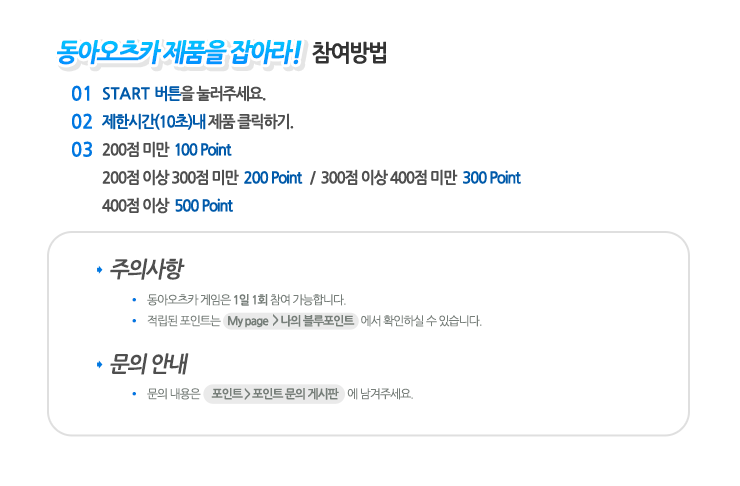 동아오츠카 제품을 잡아라! 참여방법
01 START 버튼을 눌러주세요.
02 제한시간(10초)내 제품 클릭하기.
03 200점 미만 100 Point
200점 이상 300점 미만 200 Point / 300점 이상 400점 미만 300 Point
400점 이상 500 Point
주의사항
• 동아오츠카 게임은 1일 1회 참여 가능합니다.
• 적립된 포인트는 My page > 나의 블루포인트 에서 확인하실 수 있습니다.
문의 안내
• 문의 내용은 포인트 > 포인트 문의 게시판 에 남겨주세요.